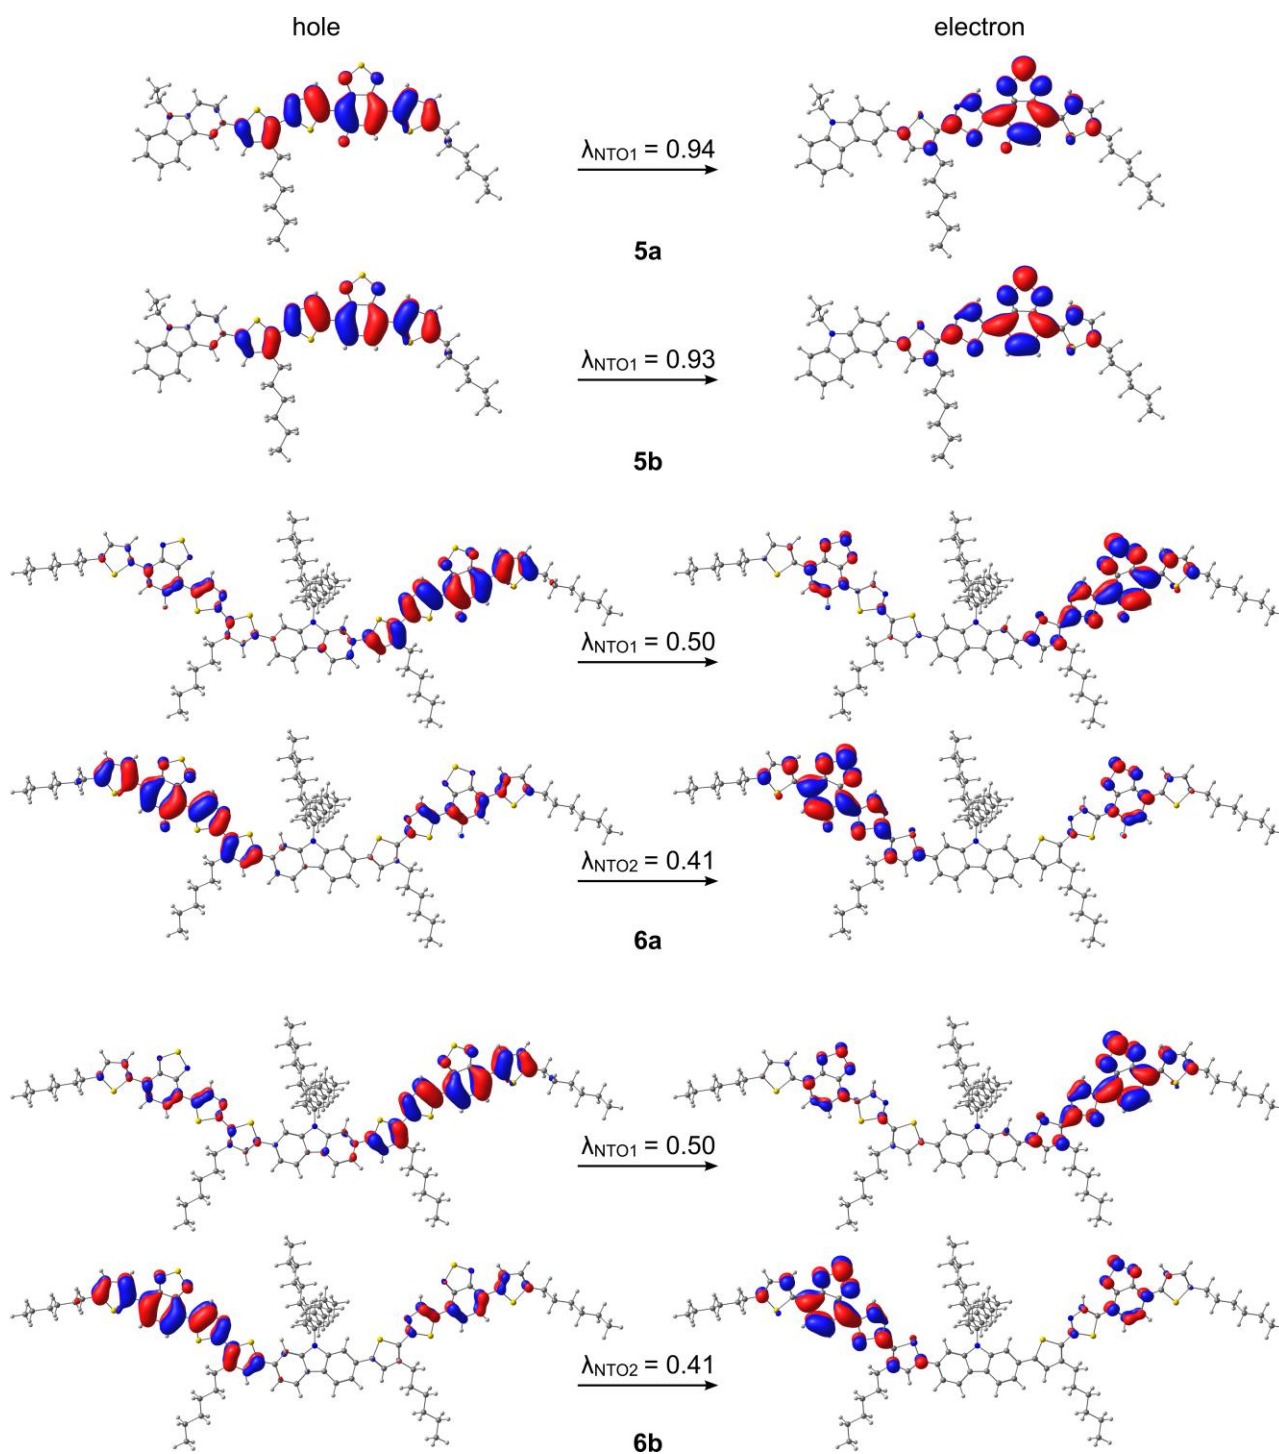 hole electron
λNTO1 = 0.94
5a
λNTO1 = 0.93
5b
λNTO1 = 0.50
λNTO2 = 0.41
6a
λNTO1 = 0.50
λNTO2 = 0.41
6b